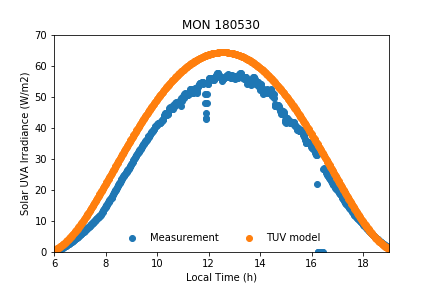 MON 180530
Solar UVA Irradiance (W/m2)
70
60
50
40
30
20
10
0
6 8 10 12 14 16 18
Measurement TUV model
Local Time (h)